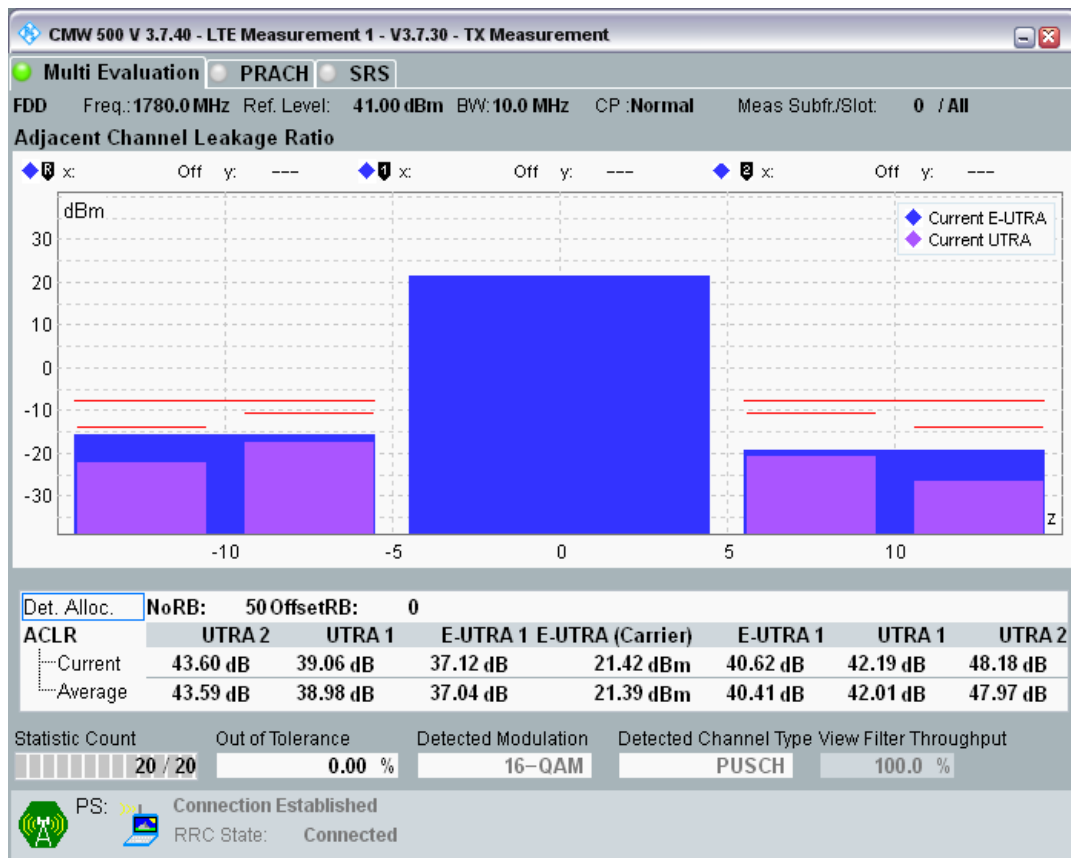 CMW 500 V 3.7.40 - LTE Measurement 1 - V3.7.30 - TX Measurement
Multi Evaluation PRACH SRS
FDD Freq.:1780.0 MHz Ref. Level: 41.00 dBm BW:10.0 MHz CP :Normal Meas Subfr./Slot: 0 / All
Adjacent Channel Leakage Ratio
R x: Off y: --- 1 x: Off y: --- 2 x: Off y: ---
dBm
Current E-UTRA
Current UTRA
30
20
10
0
-10
-20
-30
z
-10 -5 0 5 10
Det. Alloc. NoRB: 50 OffsetRB: 0
ACLR UTRA 2 UTRA 1 E-UTRA 1 E-UTRA (Carrier) E-UTRA 1 UTRA 1 UTRA 2
Current 43.60 dB 39.06 dB 37.12 dB 21.42 dBm 40.62 dB 42.19 dB 48.18 dB
Average 43.59 dB 38.98 dB 37.04 dB 21.39 dBm 40.41 dB 42.01 dB 47.97 dB
Statistic Count Out of Tolerance Detected Modulation Detected Channel Type View Filter Throughput
20 / 20 0.00 % 16-QAM PUSCH 100.0 %
PS: Connection Established
RRC State: Connected